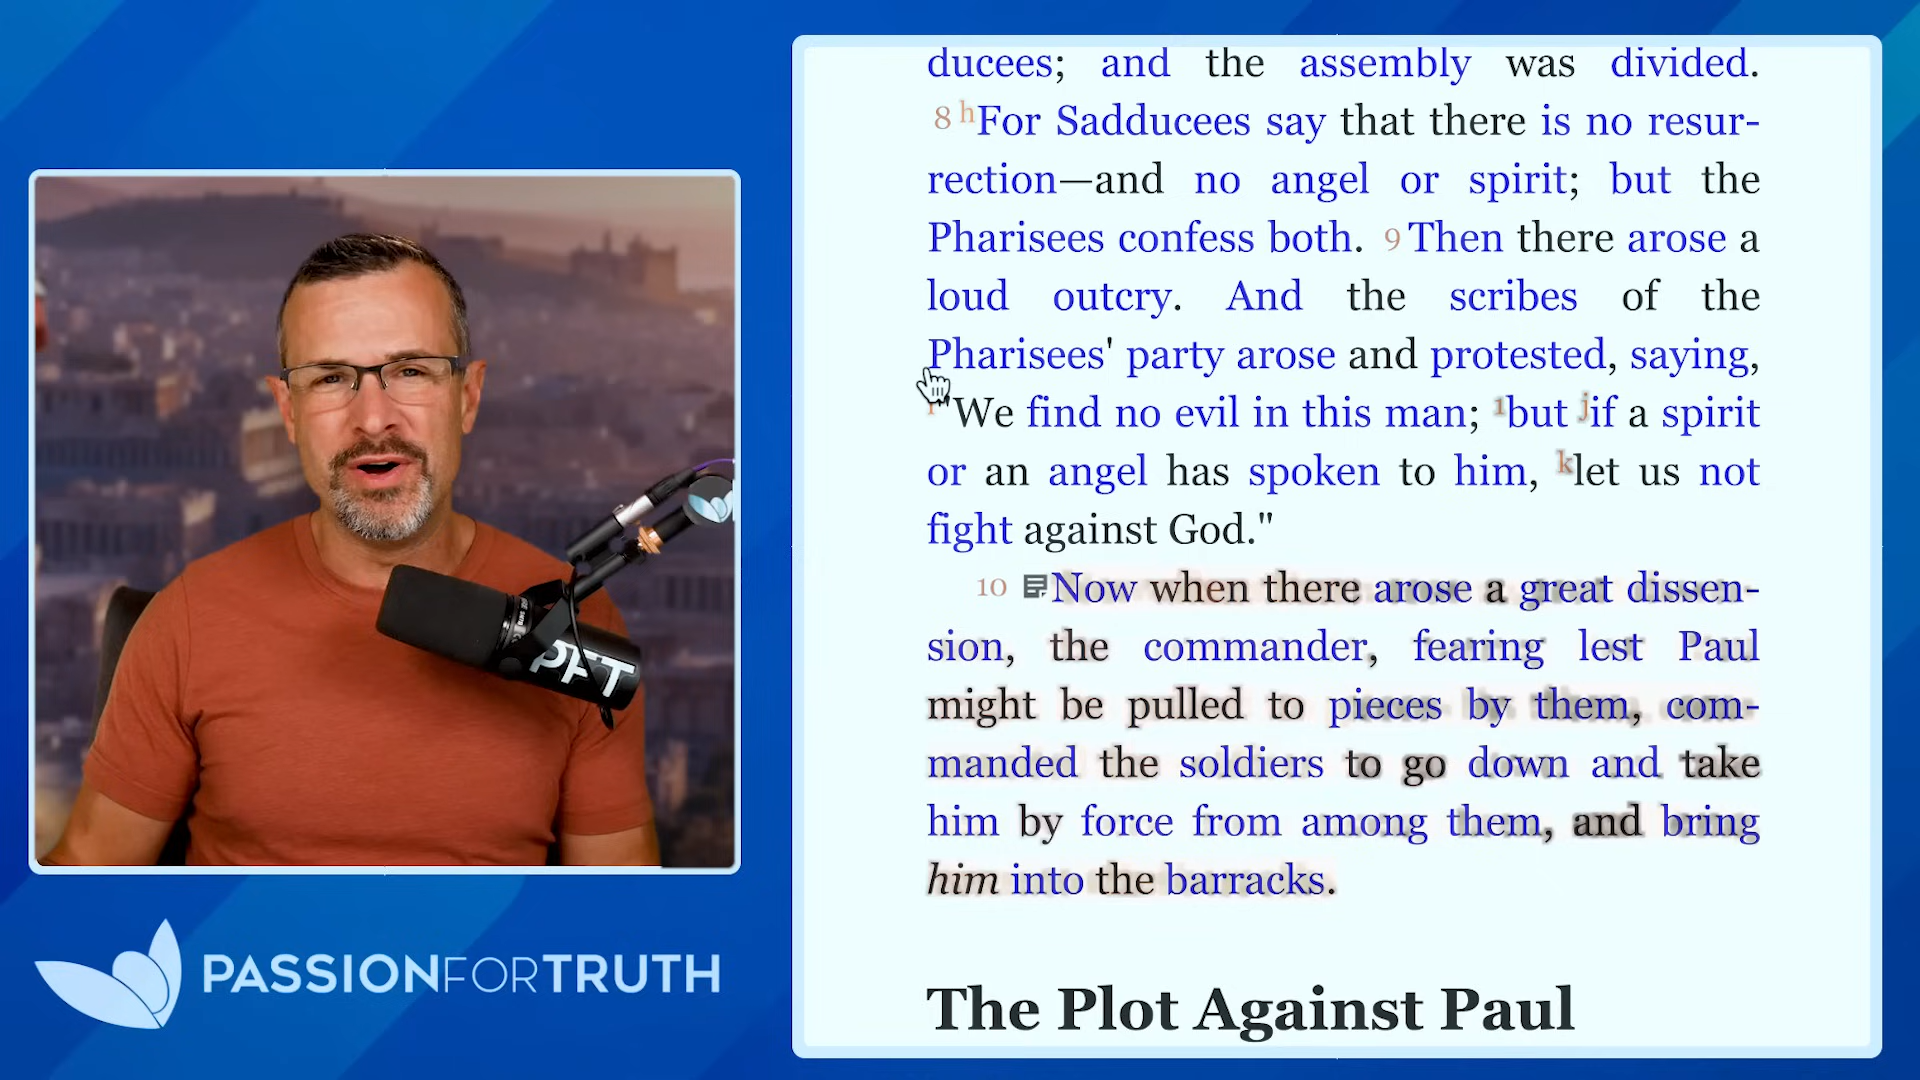 ducees; and the assembly was divided.
8 hFor Sadducees say that there is no resur-
rection—and no angel or spirit; but the
Pharisees confess both. 9 Then there arose a
loud outcry. And the scribes of the
Pharisees' party arose and protested, saying,
"We find no evil in this man; 1but jif a spirit
or an angel has spoken to him, klet us not
fight against God."
10 Now when there arose a great dissen-
sion, the commander, fearing lest Paul
might be pulled to pieces by them, com-
manded the soldiers to go down and take
him by force from among them, and bring
him into the barracks.
The Plot Against Paul
PFT
PASSIONFORTRUTH